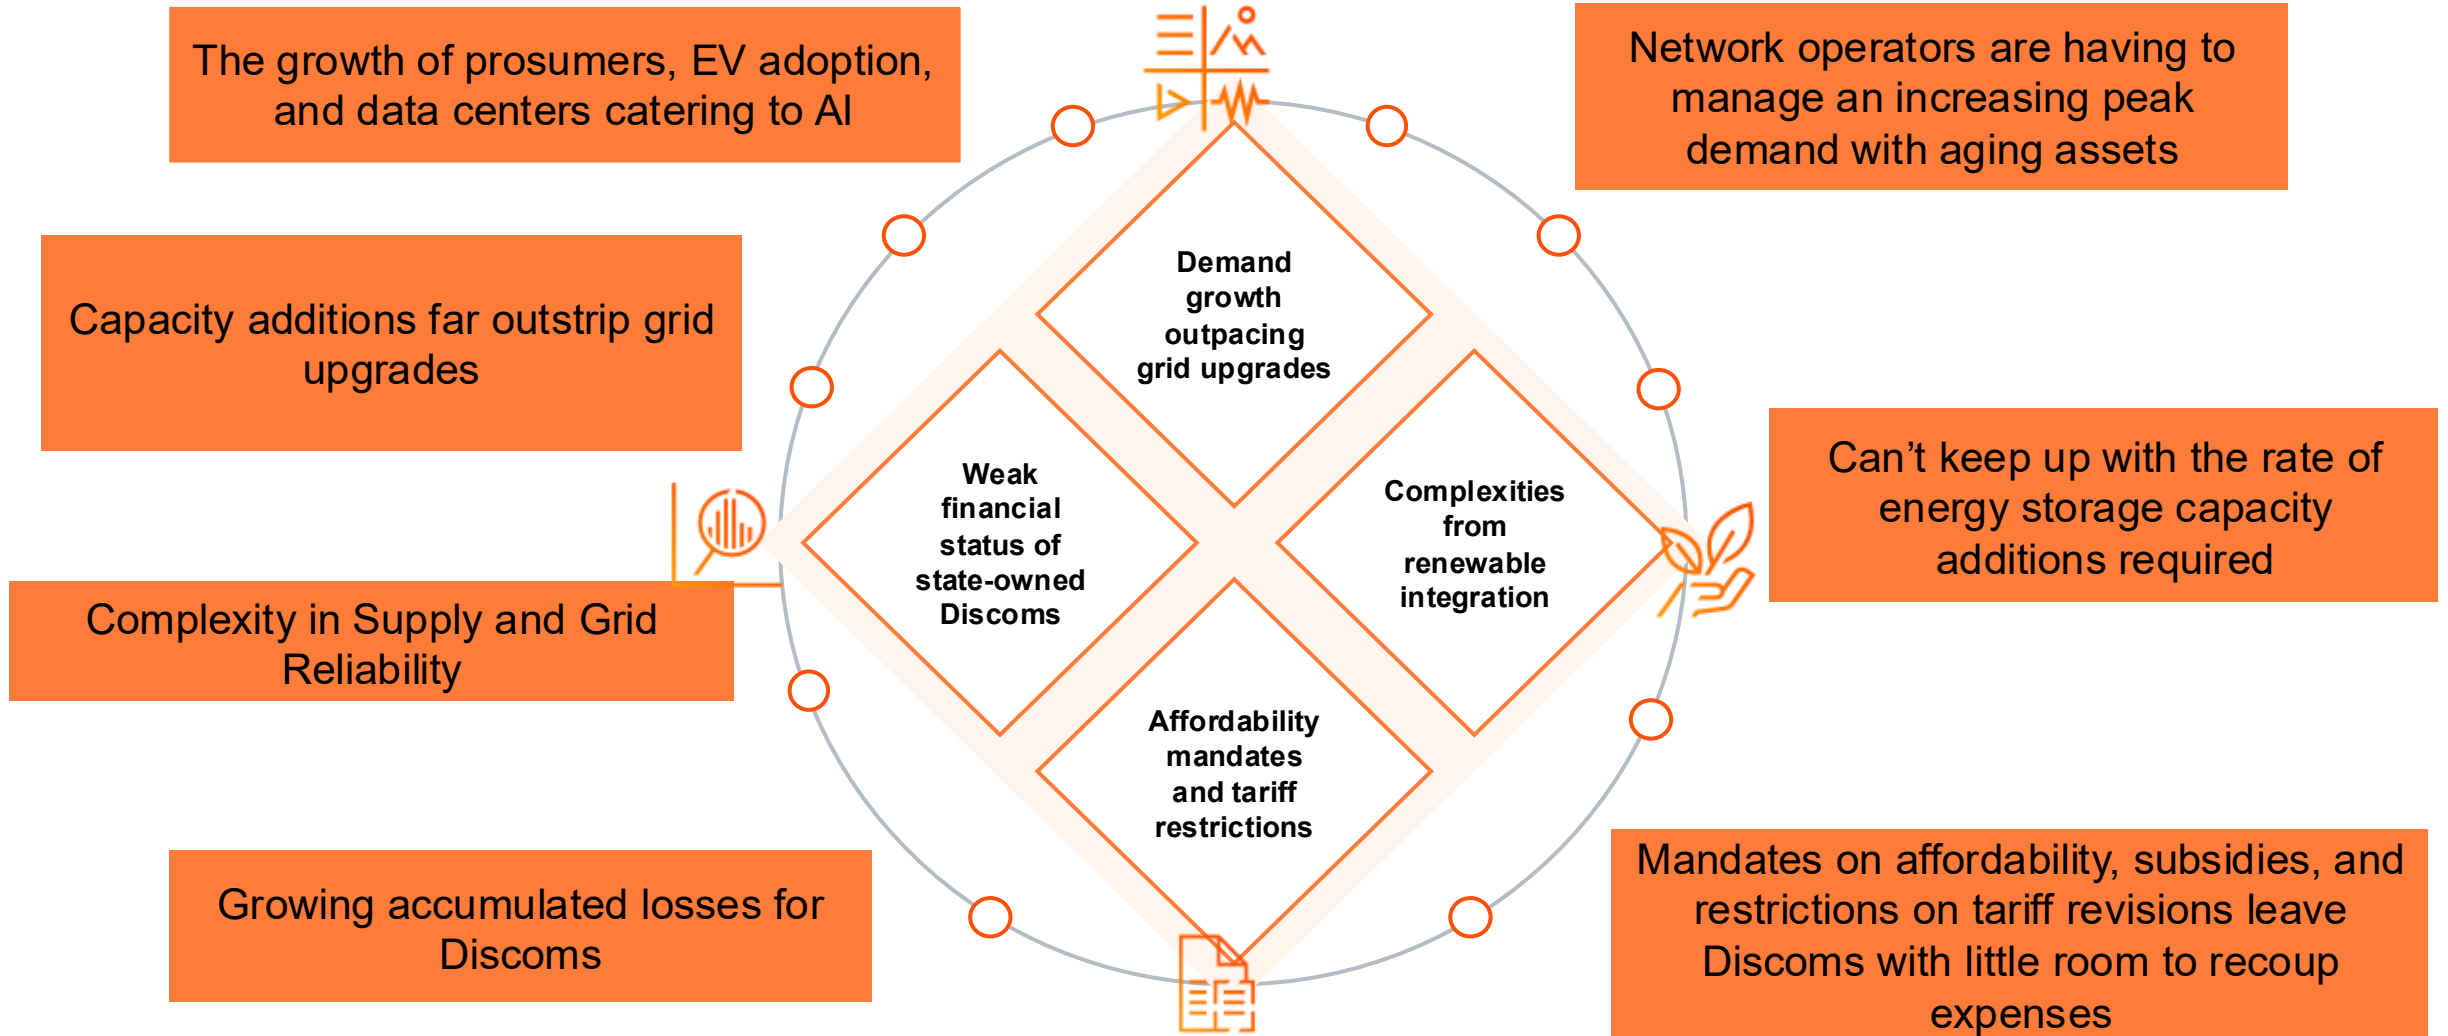 The growth of prosumers, EV adoption,
and data centers catering to AI
Network operators are having to
manage an increasing peak
demand with aging assets
Capacity additions far outstrip grid
upgrades
Demand
growth
outpacing
grid upgrades
Weak
financial
status of
state-owned
Discoms
Complexities
from
renewable
integration
Can’t keep up with the rate of
energy storage capacity
additions required
Complexity in Supply and Grid
Reliability
Affordability
mandates
and tariff
restrictions
Growing accumulated losses for
Discoms
Mandates on affordability, subsidies, and
restrictions on tariff revisions leave
Discoms with little room to recoup
expenses